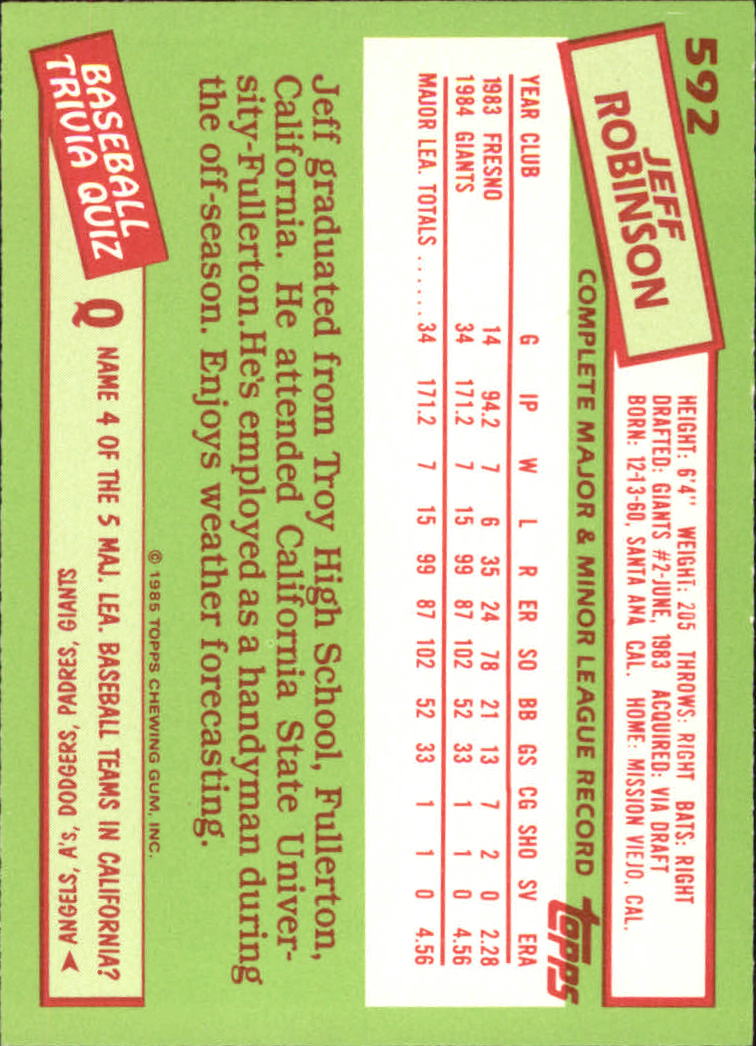 592
JEFF
ROBINSON
HEIGHT: 6'4" WEIGHT: 205 THROWS: RIGHT BATS: RIGHT
DRAFTED: GIANTS #2-JUNE, 1983 ACQUIRED: VIA DRAFT
BORN: 12-13-60, SANTA ANA CAL. HOME: MISSION VIEJO, CAL.
COMPLETE MAJOR & MINOR LEAGUE RECORD topps
YEAR CLUB G IP W L R ER SO BB GS CG SHO SV ERA
1983 FRESNO 14 94.2 7 6 35 24 78 21 13 7 2 0 2.28
1984 GIANTS 34 171.2 7 15 99 87 102 52 33 1 1 0 4.56
MAJOR LEA. TOTALS ...... 34 171.2 7 15 99 87 102 52 33 1 1 0 4.56
Jeff graduated from Troy High School, Fullerton,
California. He attended California State Univer-
sity-Fullerton. He's employed as a handyman during
the off-season. Enjoys weather forecasting.
© 1985 TOPPS CHEWING GUM, INC.
BASEBALL
TRIVIA QUIZ
Q NAME 4 OF THE 5 MAJ. LEA. BASEBALL TEAMS IN CALIFORNIA?
ANGELS, A'S, DODGERS, PADRES, GIANTS